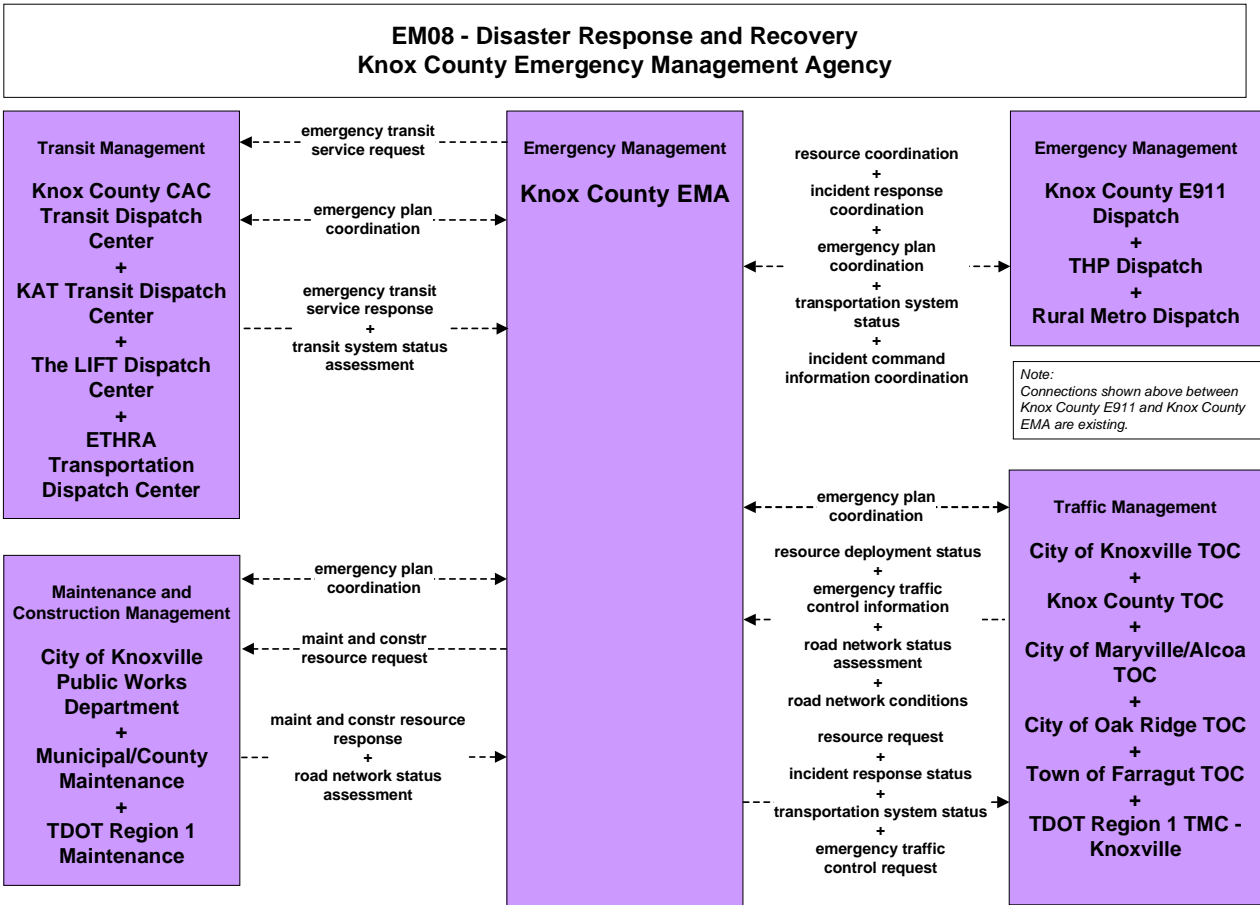 EM08 - Disaster Response and Recovery
Knox County Emergency Management Agency
Transit Management
Knox County CAC
Transit Dispatch
Center
+
KAT Transit Dispatch
Center
+
The LIFT Dispatch
Center
+
ETHRA
Transportation
Dispatch Center
emergency transit
service request
emergency plan
coordination
emergency transit
service response
+
transit system status
assessment
Maintenance and
Construction Management
City of Knoxville
Public Works
Department
+
Municipal/County
Maintenance
+
TDOT Region 1
Maintenance
emergency plan
coordination
maint and constr
resource request
maint and constr resource
response
+
road network status
assessment
Emergency Management
Knox County EMA
resource coordination
+
incident response
coordination
+
emergency plan
coordination
+
transportation system
status
+
incident command
information coordination
Emergency Management
Knox County E911
Dispatch
+
THP Dispatch
+
Rural Metro Dispatch
Note:
Connections shown above between
Knox County E911 and Knox County
EMA are existing.
emergency plan
coordination
resource deployment status
+
emergency traffic
control information
+
road network status
assessment
+
road network conditions
resource request
+
incident response status
+
transportation system status
+
emergency traffic
control request
Traffic Management
City of Knoxville TOC
+
Knox County TOC
+
City of Maryville/Alcoa
TOC
+
City of Oak Ridge TOC
+
Town of Farragut TOC
+
TDOT Region 1 TMC -
Knoxville